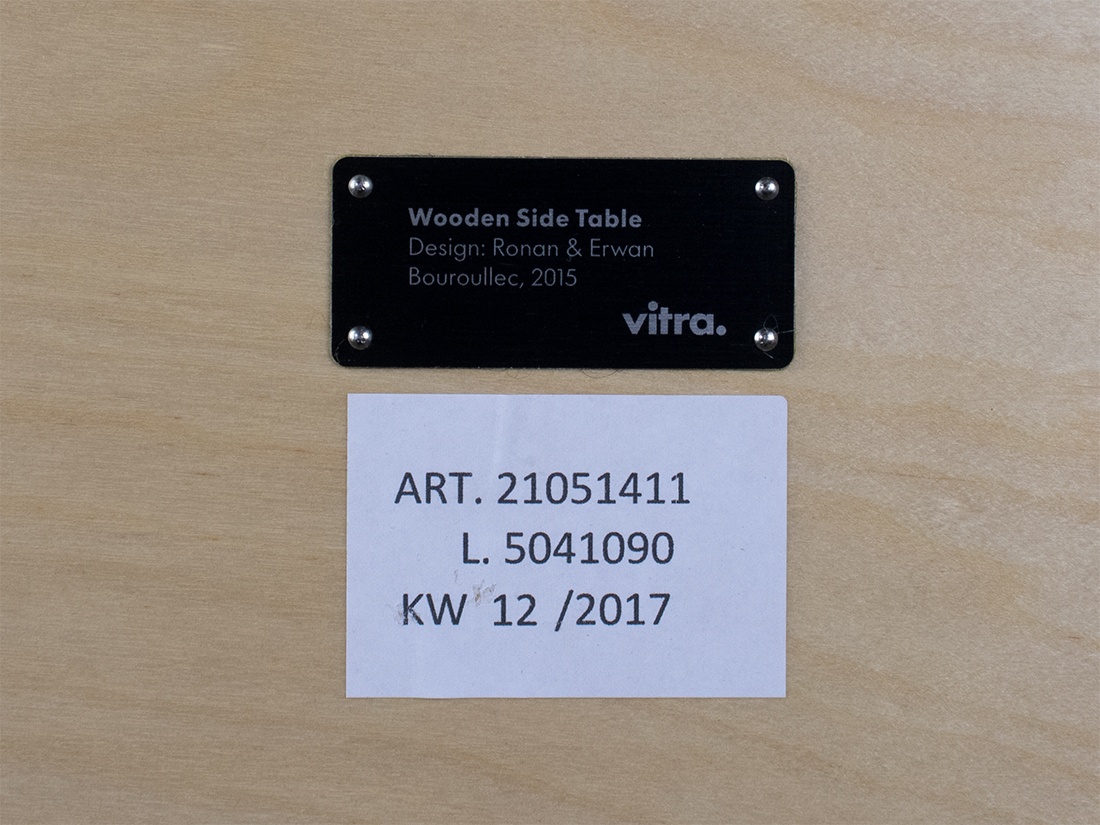 Wooden Side Table
Design: Ronan & Erwan
Bouroullec, 2015
vitra.
ART. 21051411
L. 5041090
KW 12 /2017